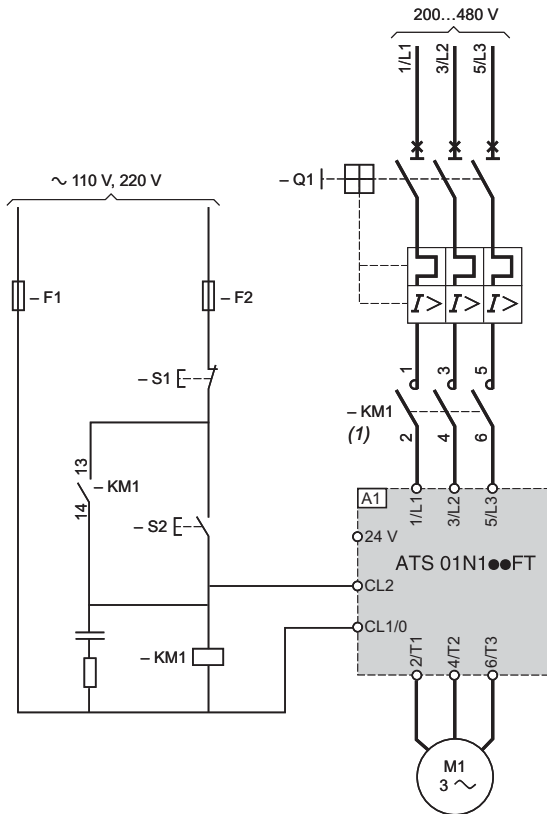 200...480 V
1/L1
3/L2
5/L3
– Q1
∼ 110 V, 220 V
– F1
– F2
I >
I >
I >
– S1
1
3
5
– KM1
(1)
2
4
6
13
14
– KM1
– S2
A1
1/L1
3/L2
5/L3
24 V
ATS 01N1●●FT
CL2
CL1/0
– KM1
2/T1
4/T2
6/T3
M1
3 ∼